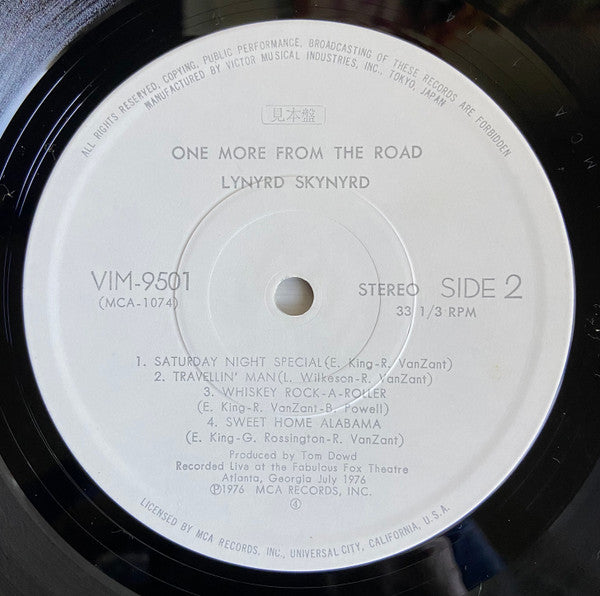 ALL RIGHTS RESERVED. COPYING, PUBLIC PERFORMANCE, BROADCASTING OF THESE RECORDS ARE FORBIDDEN
MANUFACTURED BY VICTOR MUSICAL INDUSTRIES, INC., TOKYO, JAPAN
見本盤
ONE MORE FROM THE ROAD
LYNYRD SKYNYRD
VIM-9501
(MCA-1074)
STEREO SIDE 2
33 1/3 RPM
1. SATURDAY NIGHT SPECIAL(E. King-R. VanZant)
2. TRAVELLIN' MAN(L. Wilkeson-R. VanZant)
3. WHISKEY ROCK-A-ROLLER
(E. King-R. VanZant-B. Powell)
4. SWEET HOME ALABAMA
(E. King-G. Rossington-R. VanZant)
Produced by Tom Dowd
Recorded Live at the Fabulous Fox Theatre
Atlanta, Georgia July 1976
Ⓟ1976 MCA RECORDS, INC.
④
LICENSED BY MCA RECORDS, INC., UNIVERSAL CITY, CALIFORNIA, U.S.A.
M C A